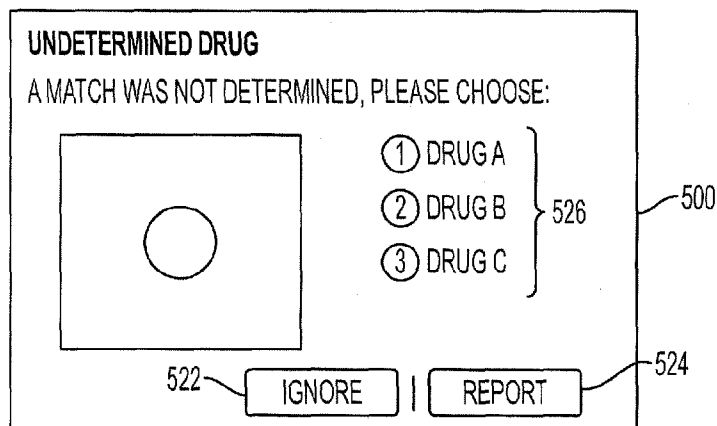 UNDETERMINED DRUG
A MATCH WAS NOT DETERMINED, PLEASE CHOOSE:
1 DRUG A
2 DRUG B
3 DRUG C
526
500
522
IGNORE | REPORT
524